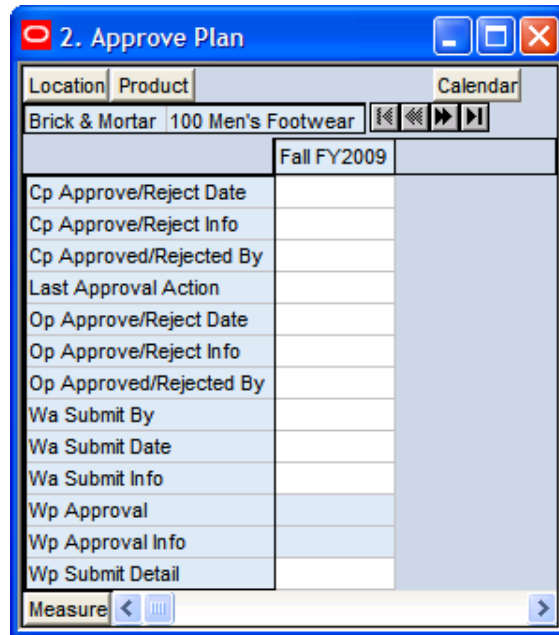 2. Approve Plan
Location Product Calendar
Brick & Mortar 100 Men's Footwear
Fall FY2009
Cp Approve/Reject Date
Cp Approve/Reject Info
Cp Approved/Rejected By
Last Approval Action
Op Approve/Reject Date
Op Approve/Reject Info
Op Approved/Rejected By
Wa Submit By
Wa Submit Date
Wa Submit Info
Wp Approval
Wp Approval Info
Wp Submit Detail
Measure